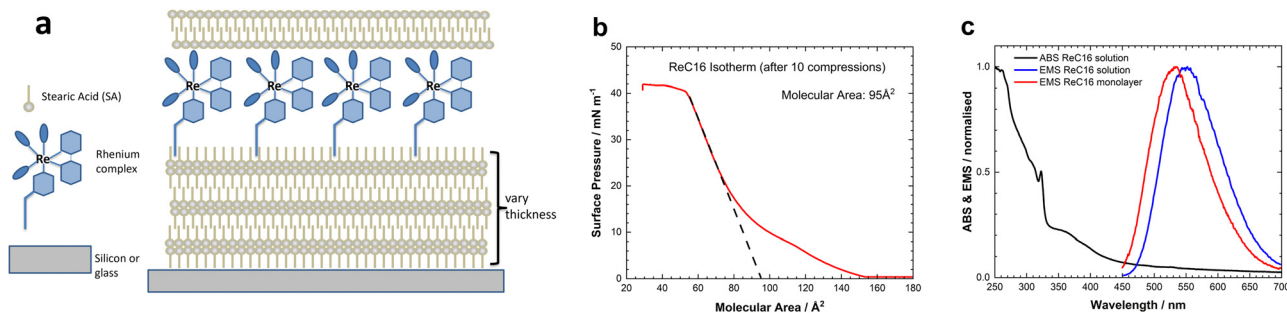 a
Stearic Acid (SA)
Re
Rhenium
complex
Silicon or
glass
Re
Re
Re
Re
vary
thickness
b
ReC16 Isotherm (after 10 compressions)
Molecular Area: 95Å²
Surface Pressure / mN m⁻¹
50
40
30
20
10
0
20
40
60
80
100
120
140
160
180
Molecular Area / Å²
c
ABS ReC16 solution
EMS ReC16 solution
EMS ReC16 monolayer
ABS & EMS / normalised
1.0
0.5
0.0
250
300
350
400
450
500
550
600
650
700
Wavelength / nm